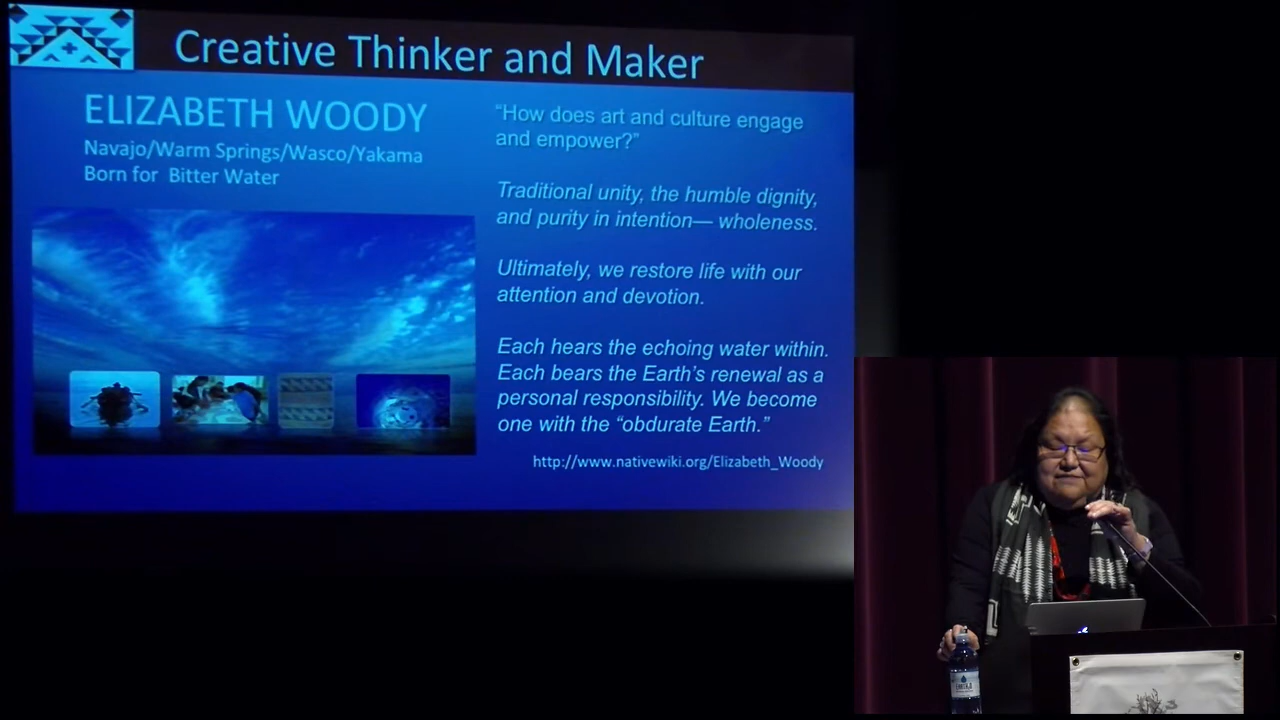 Creative Thinker and Maker
ELIZABETH WOODY
Navajo/Warm Springs/Wasco/Yakama
Born for Bitter Water
“How does art and culture engage
and empower?”
Traditional unity, the humble dignity,
and purity in intention— wholeness.
Ultimately, we restore life with our
attention and devotion.
Each hears the echoing water within.
Each bears the Earth’s renewal as a
personal responsibility. We become
one with the “obdurate Earth.”
http://www.nativewiki.org/Elizabeth_Woody